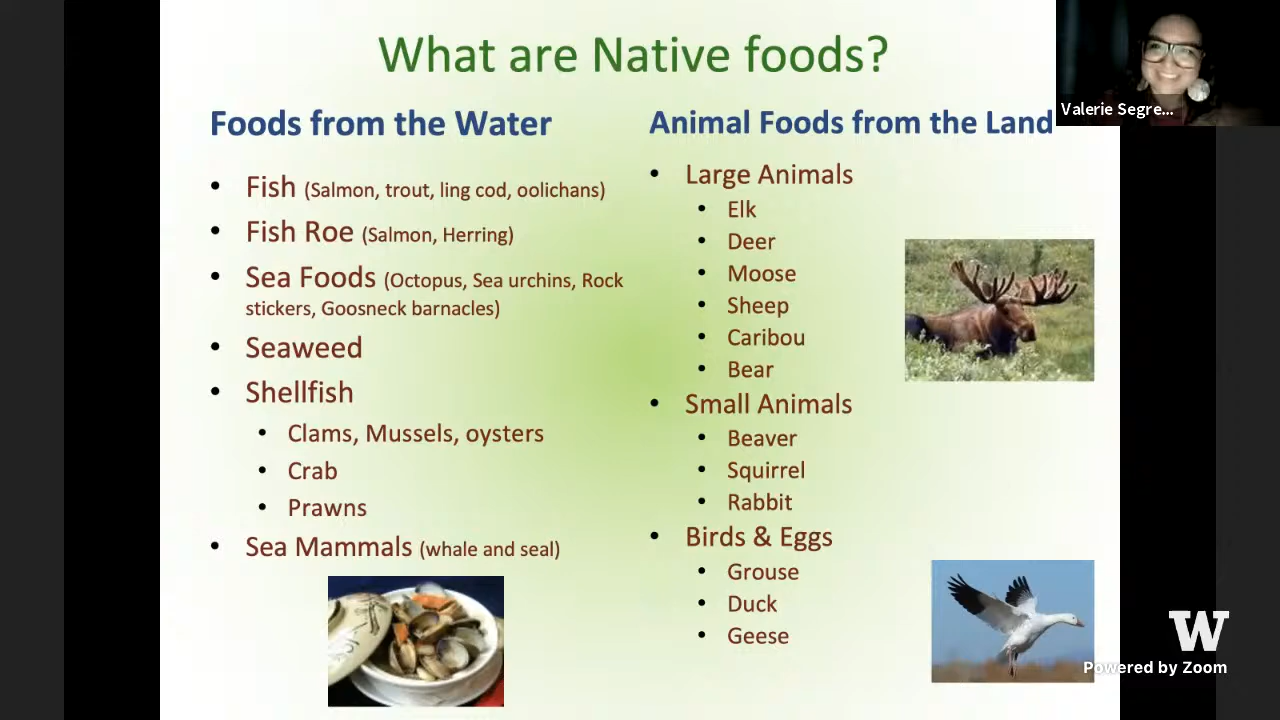 What are Native foods?
Foods from the Water
• Fish (Salmon, trout, ling cod, oolichans)
• Fish Roe (Salmon, Herring)
• Sea Foods (Octopus, Sea urchins, Rock
stickers, Goosneck barnacles)
• Seaweed
• Shellfish
• Clams, Mussels, oysters
• Crab
• Prawns
• Sea Mammals (whale and seal)
Animal Foods from the Land
• Large Animals
• Elk
• Deer
• Moose
• Sheep
• Caribou
• Bear
• Small Animals
• Beaver
• Squirrel
• Rabbit
• Birds & Eggs
• Grouse
• Duck
• Geese
Valerie Segre...
W
Powered by Zoom